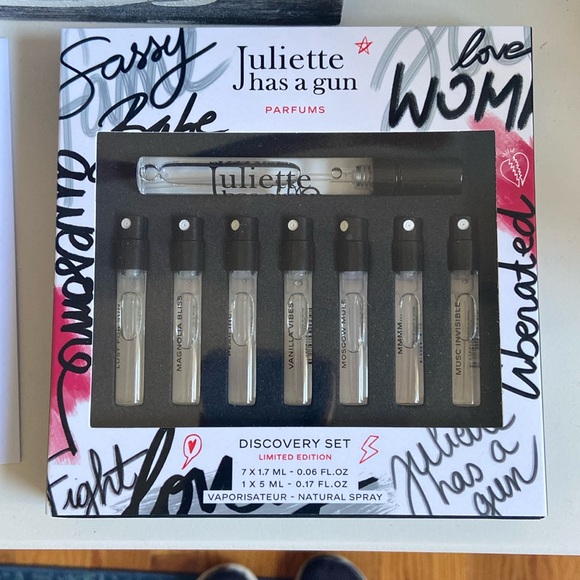 Sassy
Babe
awesome
Juliette
has a gun
PARFUMS
love
WOM
liberated
Juliette
has a gun
MAGNOLIA BLISS
VANILLA VIBES
MOSCOW MULE
MMMM...
MUSC INVISIBLE
DISCOVERY SET
LIMITED EDITION
7 X 1.7 ML - 0.06 FL.OZ
1 X 5 ML - 0.17 FL.OZ
VAPORISATEUR - NATURAL SPRAY
Fight
love
Juliette
has a
gun